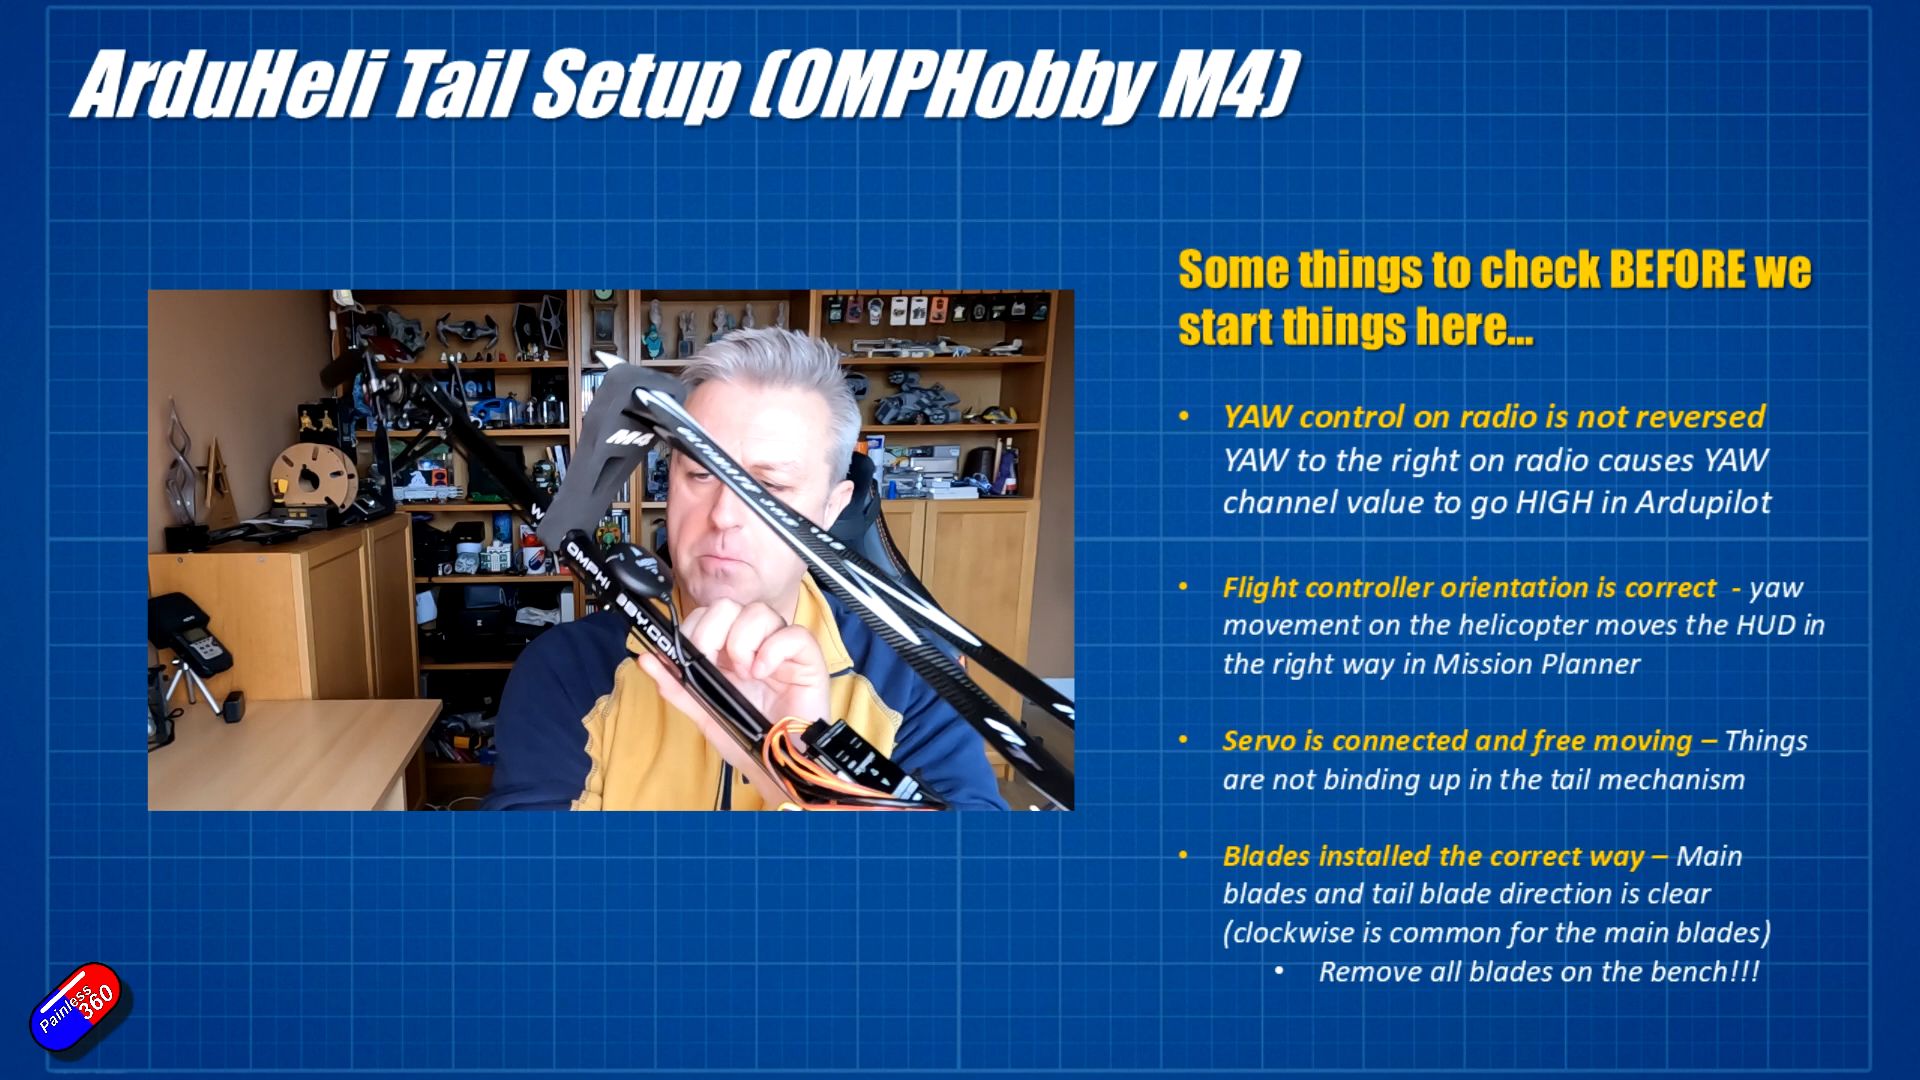 ArduHeli Tail Setup (OMPHobby M4)
Some things to check BEFORE we
start things here...
• YAW control on radio is not reversed
YAW to the right on radio causes YAW
channel value to go HIGH in Ardupilot
• Flight controller orientation is correct - yaw
movement on the helicopter moves the HUD in
the right way in Mission Planner
• Servo is connected and free moving – Things
are not binding up in the tail mechanism
• Blades installed the correct way – Main
blades and tail blade direction is clear
(clockwise is common for the main blades)
• Remove all blades on the bench!!!
M4
OMPH
BY.COM
Painless
360